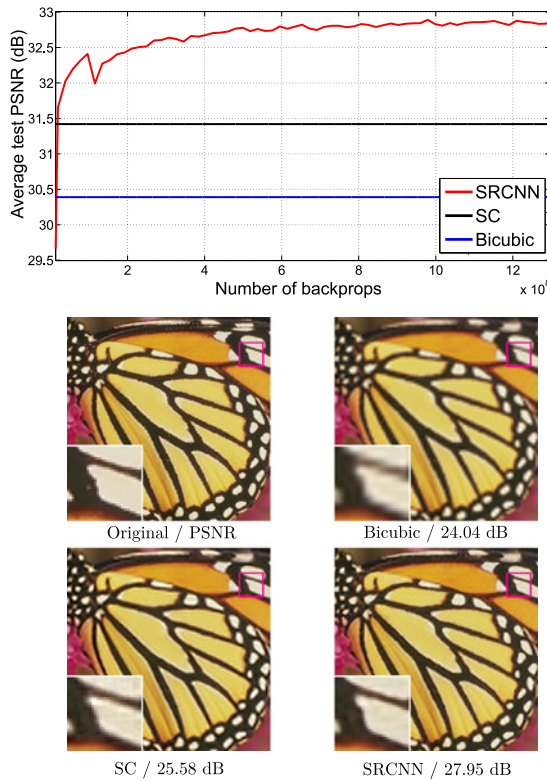 33
32.5
32
31.5
31
30.5
30
29.5
Average test PSNR (dB)
SRCNN
SC
Bicubic
2 4 6 8 10 12
Number of backprops
Original / PSNR
Bicubic / 24.04 dB
SC / 25.58 dB
SRCNN / 27.95 dB